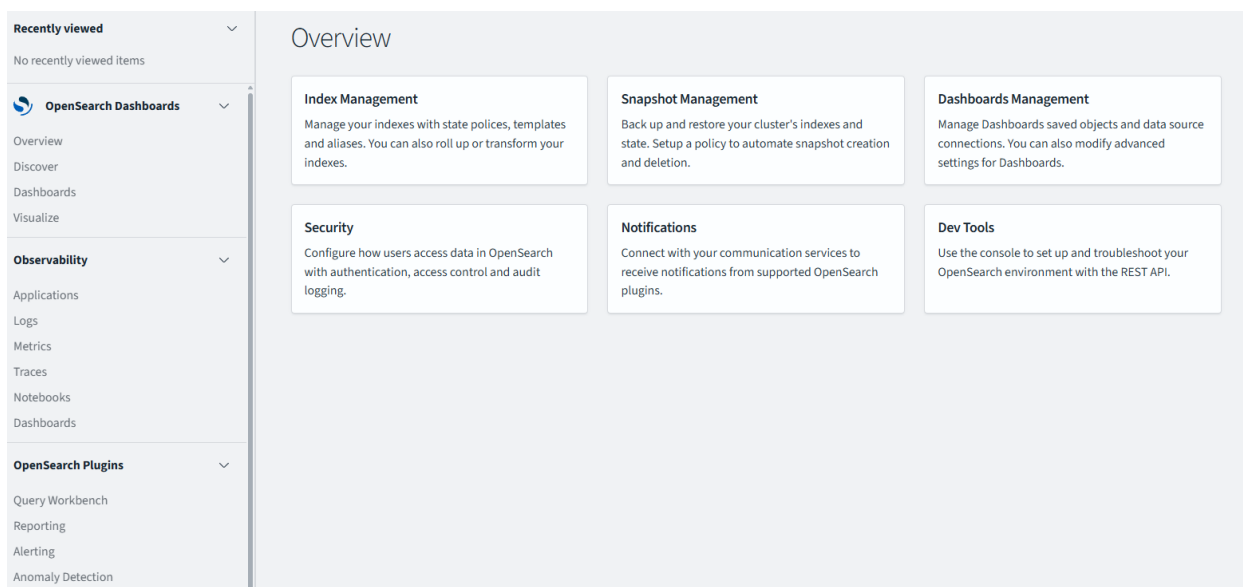 Recently viewed
No recently viewed items
OpenSearch Dashboards
Overview
Discover
Dashboards
Visualize
Observability
Applications
Logs
Metrics
Traces
Notebooks
Dashboards
OpenSearch Plugins
Query Workbench
Reporting
Alerting
Anomaly Detection
Overview
Index Management
Manage your indexes with state polices, templates
and aliases. You can also roll up or transform your
indexes.
Snapshot Management
Back up and restore your cluster's indexes and
state. Setup a policy to automate snapshot creation
and deletion.
Dashboards Management
Manage Dashboards saved objects and data source
connections. You can also modify advanced
settings for Dashboards.
Security
Configure how users access data in OpenSearch
with authentication, access control and audit
logging.
Notifications
Connect with your communication services to
receive notifications from supported OpenSearch
plugins.
Dev Tools
Use the console to set up and troubleshoot your
OpenSearch environment with the REST API.